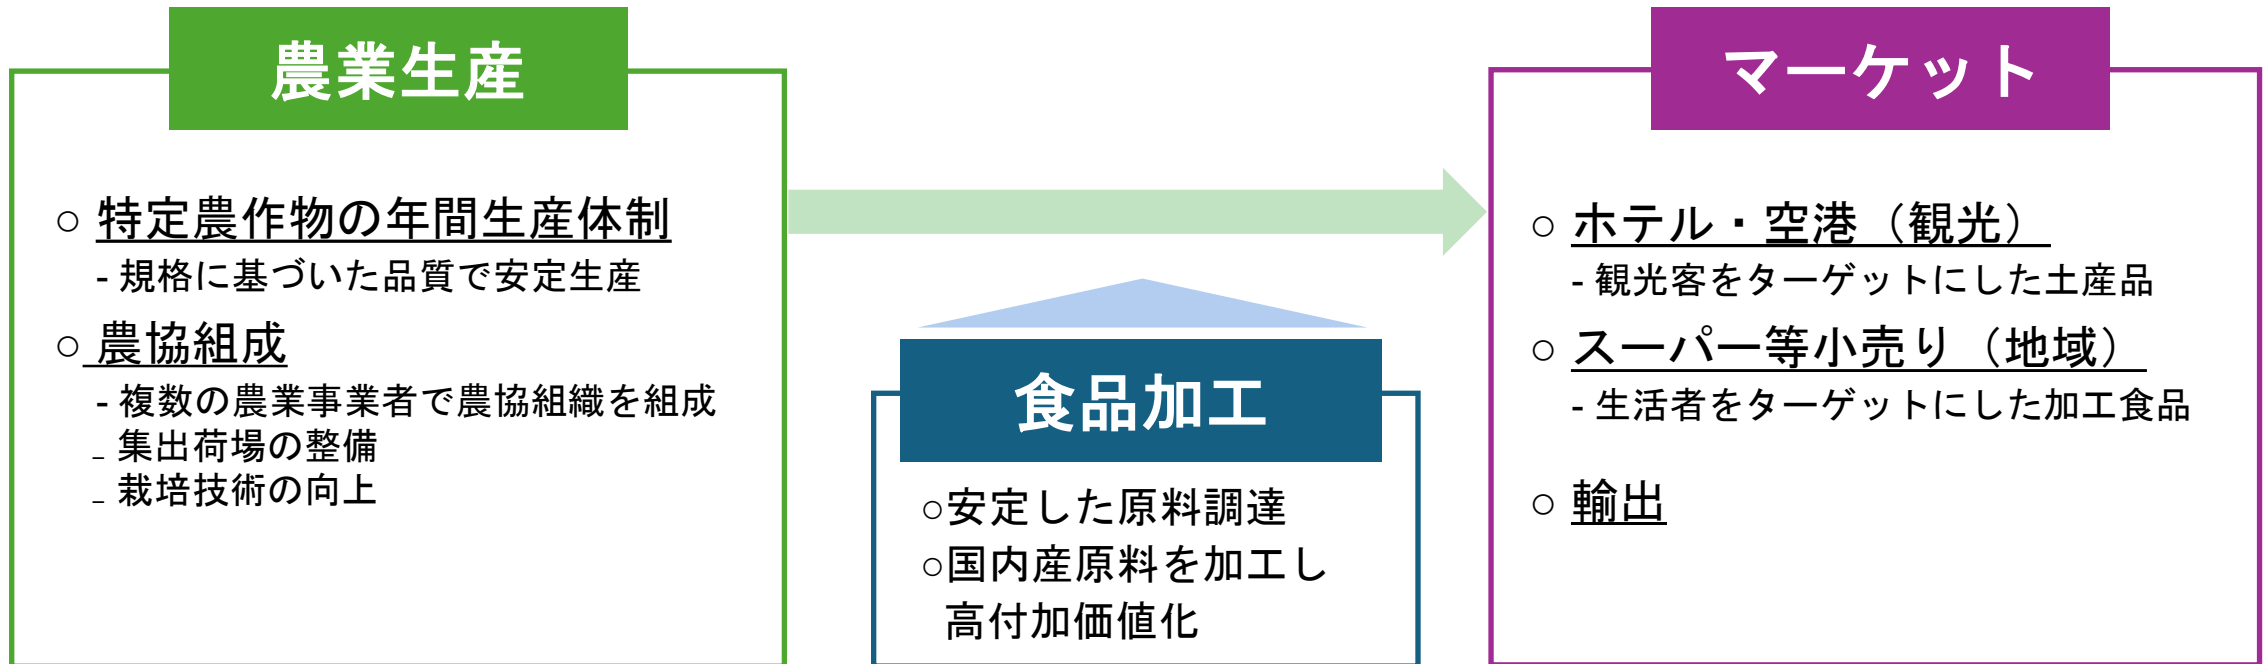 農業生産
○ 特定農作物の年間生産体制
- 規格に基づいた品質で安定生産
○ 農協組成
- 複数の農業事業者で農協組織を組成
- 集出荷場の整備
- 栽培技術の向上
食品加工
○安定した原料調達
○国内産原料を加工し
高付加価値化
マーケット
○ ホテル・空港（観光）
- 観光客をターゲットにした土産品
○ スーパー等小売り（地域）
- 生活者をターゲットにした加工食品
○ 輸出